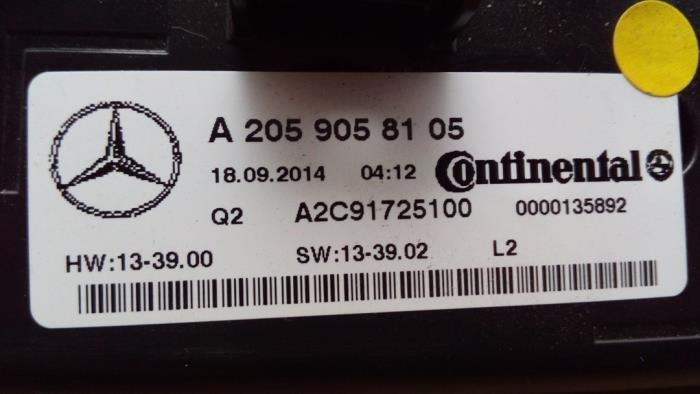 A 205 905 81 05
18.09.2014 04:12 Continental
Q2 A2C91725100 0000135892
HW:13-39.00 SW:13-39.02 L2